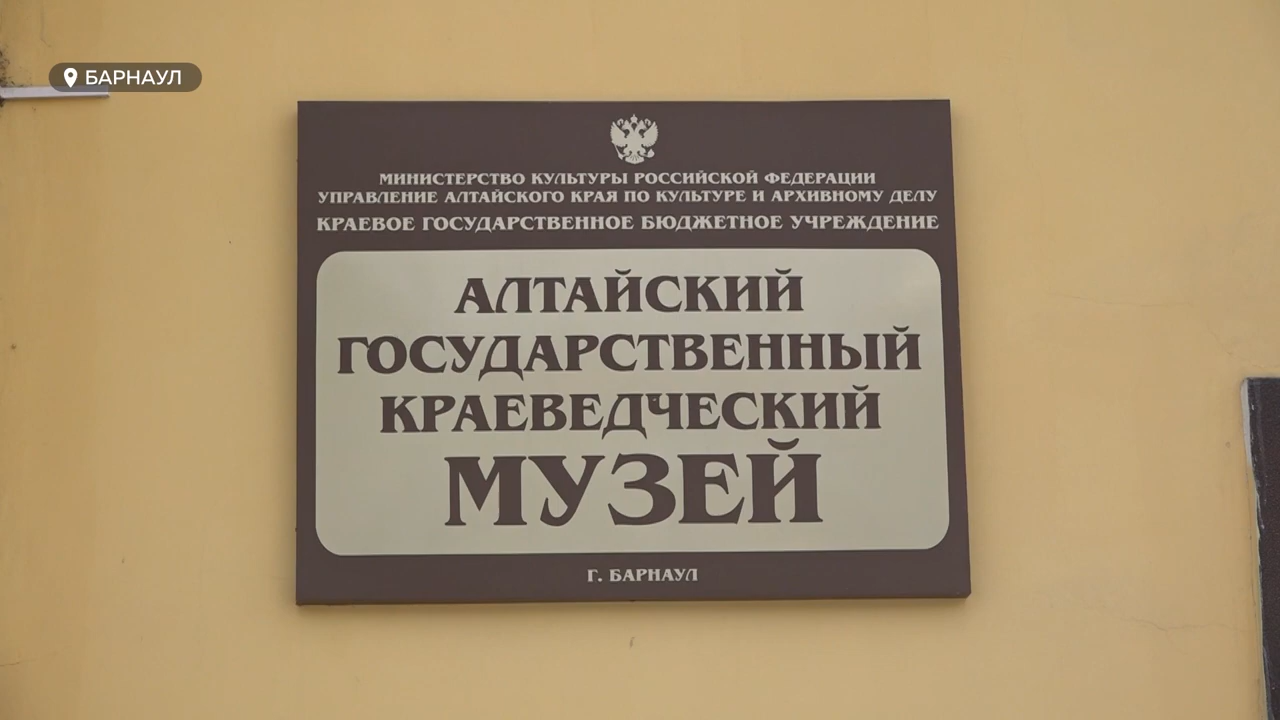 БАРНАУЛ
МИНИСТЕРСТВО КУЛЬТУРЫ РОССИЙСКОЙ ФЕДЕРАЦИИ
УПРАВЛЕНИЕ АЛТАЙСКОГО КРАЯ ПО КУЛЬТУРЕ И АРХИВНОМУ ДЕЛУ
КРАЕВОЕ ГОСУДАРСТВЕННОЕ БЮДЖЕТНОЕ УЧРЕЖДЕНИЕ
АЛТАЙСКИЙ
ГОСУДАРСТВЕННЫЙ
КРАЕВЕДЧЕСКИЙ
МУЗЕЙ
Г. БАРНАУЛ